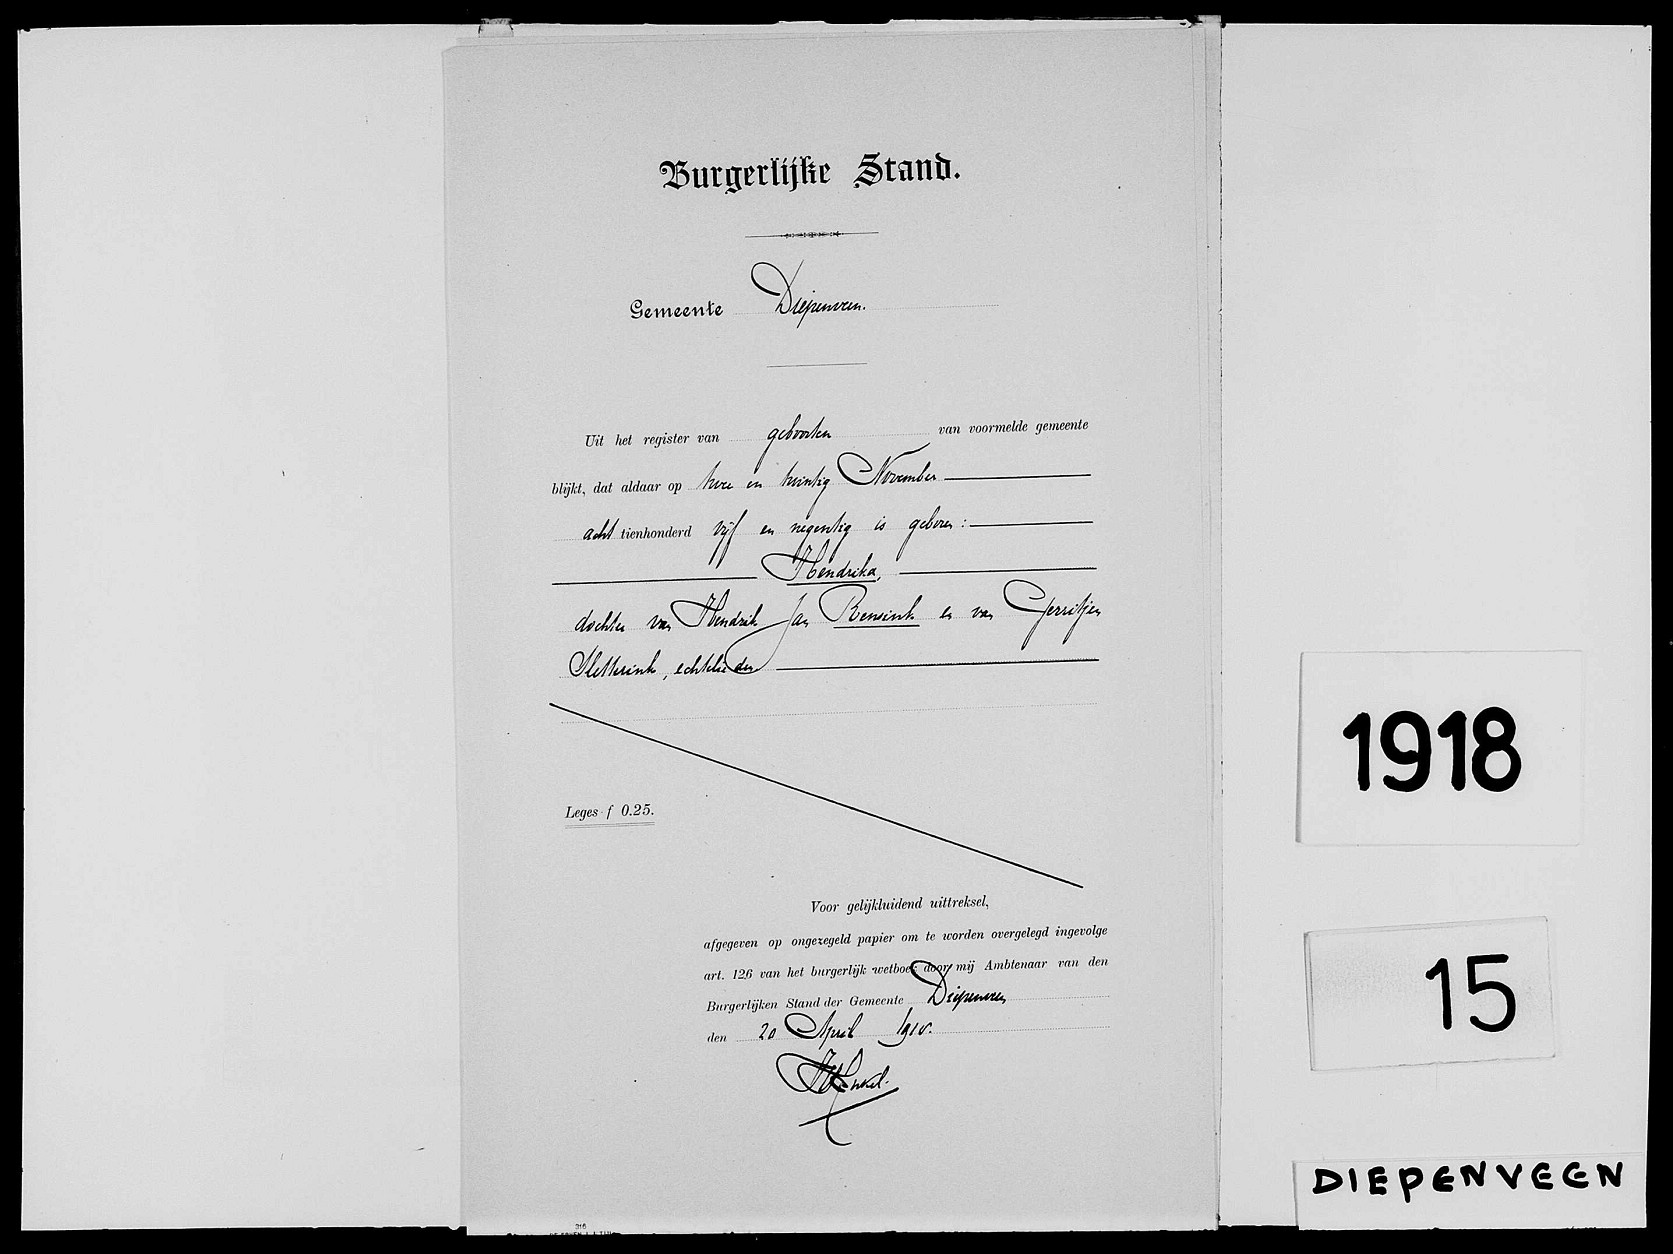 Burgerlijke Stand.
Gemeente Diepenveen.
Uit het register van geboorten van voormelde gemeente
blijkt, dat aldaar op twee en twintig November
acht tienhonderd vijf en negentig is geboren :
Hendrika,
dochter van Hendrik Jan Rensink en van Gerritjen
echtelieden
Leges f 0.25.
Voor gelijkluidend uittreksel,
afgegeven op ongezegeld papier om te worden overgelegd ingevolge
art. 126 van het burgerlijk wetboek door mij Ambtenaar van den
Burgerlijken Stand der Gemeente Diepenveen
den 20 April
1918
15
DIEPENVEEN
316